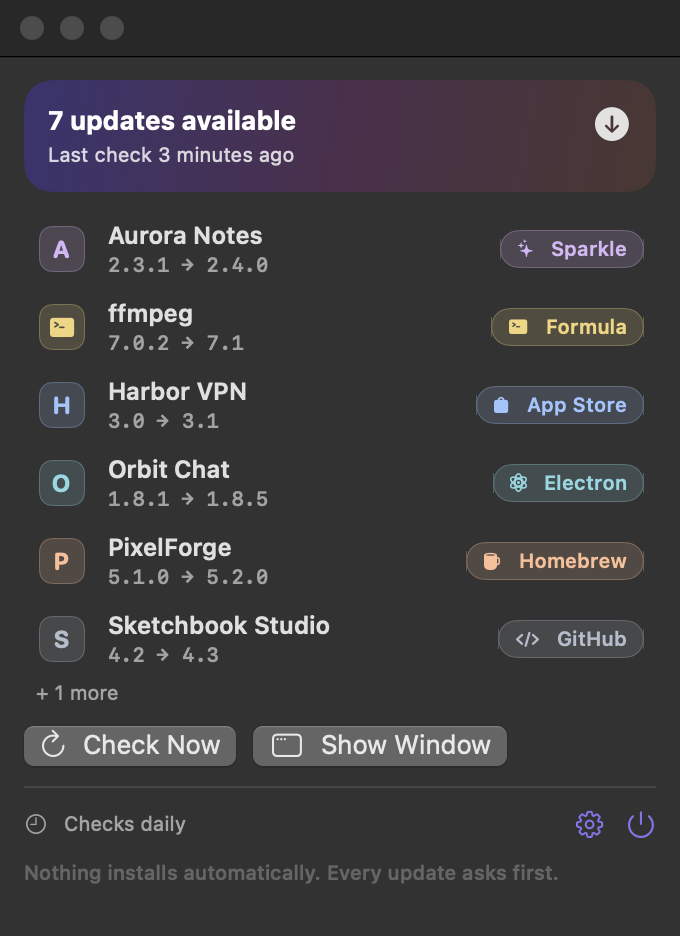 7 updates available
Last check 3 minutes ago
A
Aurora Notes
2.3.1 → 2.4.0
Sparkle
ffmpeg
7.0.2 → 7.1
Formula
H
Harbor VPN
3.0 → 3.1
App Store
O
Orbit Chat
1.8.1 → 1.8.5
Electron
P
PixelForge
5.1.0 → 5.2.0
Homebrew
S
Sketchbook Studio
4.2 → 4.3
GitHub
+ 1 more
Check Now
Show Window
Checks daily
Nothing installs automatically. Every update asks first.